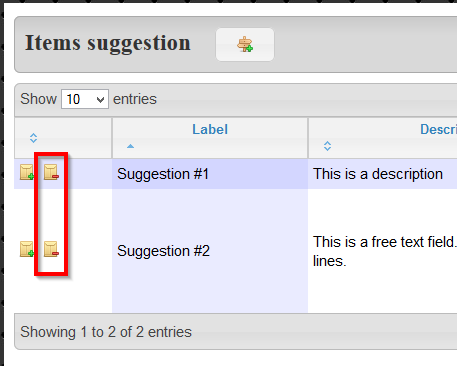 Items suggestion
Show 10 entries
Label Descri
Suggestion #1 This is a description
Suggestion #2 This is a free text field.
lines.
Showing 1 to 2 of 2 entries